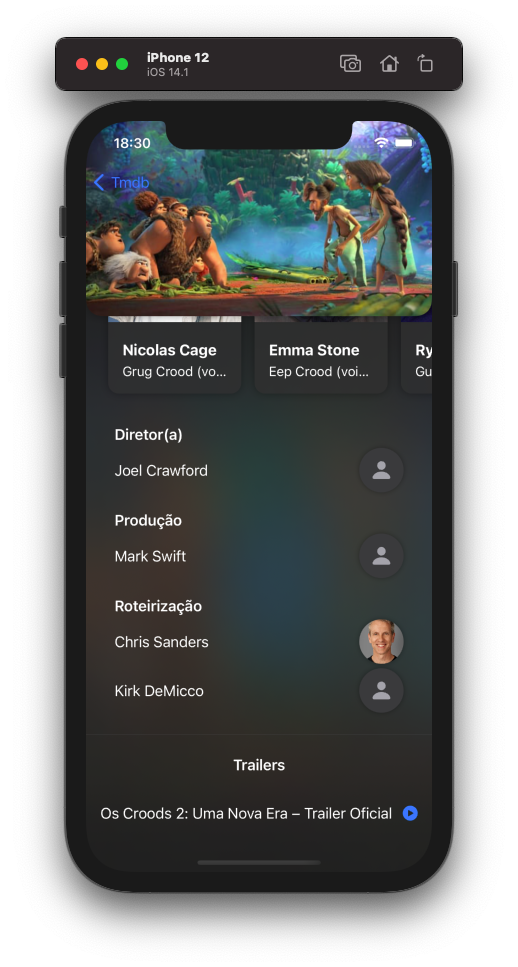 iPhone 12
iOS 14.1
18:30
Tmdb
Nicolas Cage
Emma Stone
Ry
Grug Crood (vo...
Eep Crood (voi...
Gu
Diretor(a)
Joel Crawford
Produção
Mark Swift
Roteirização
Chris Sanders
Kirk DeMicco
Trailers
Os Croods 2: Uma Nova Era – Trailer Oficial